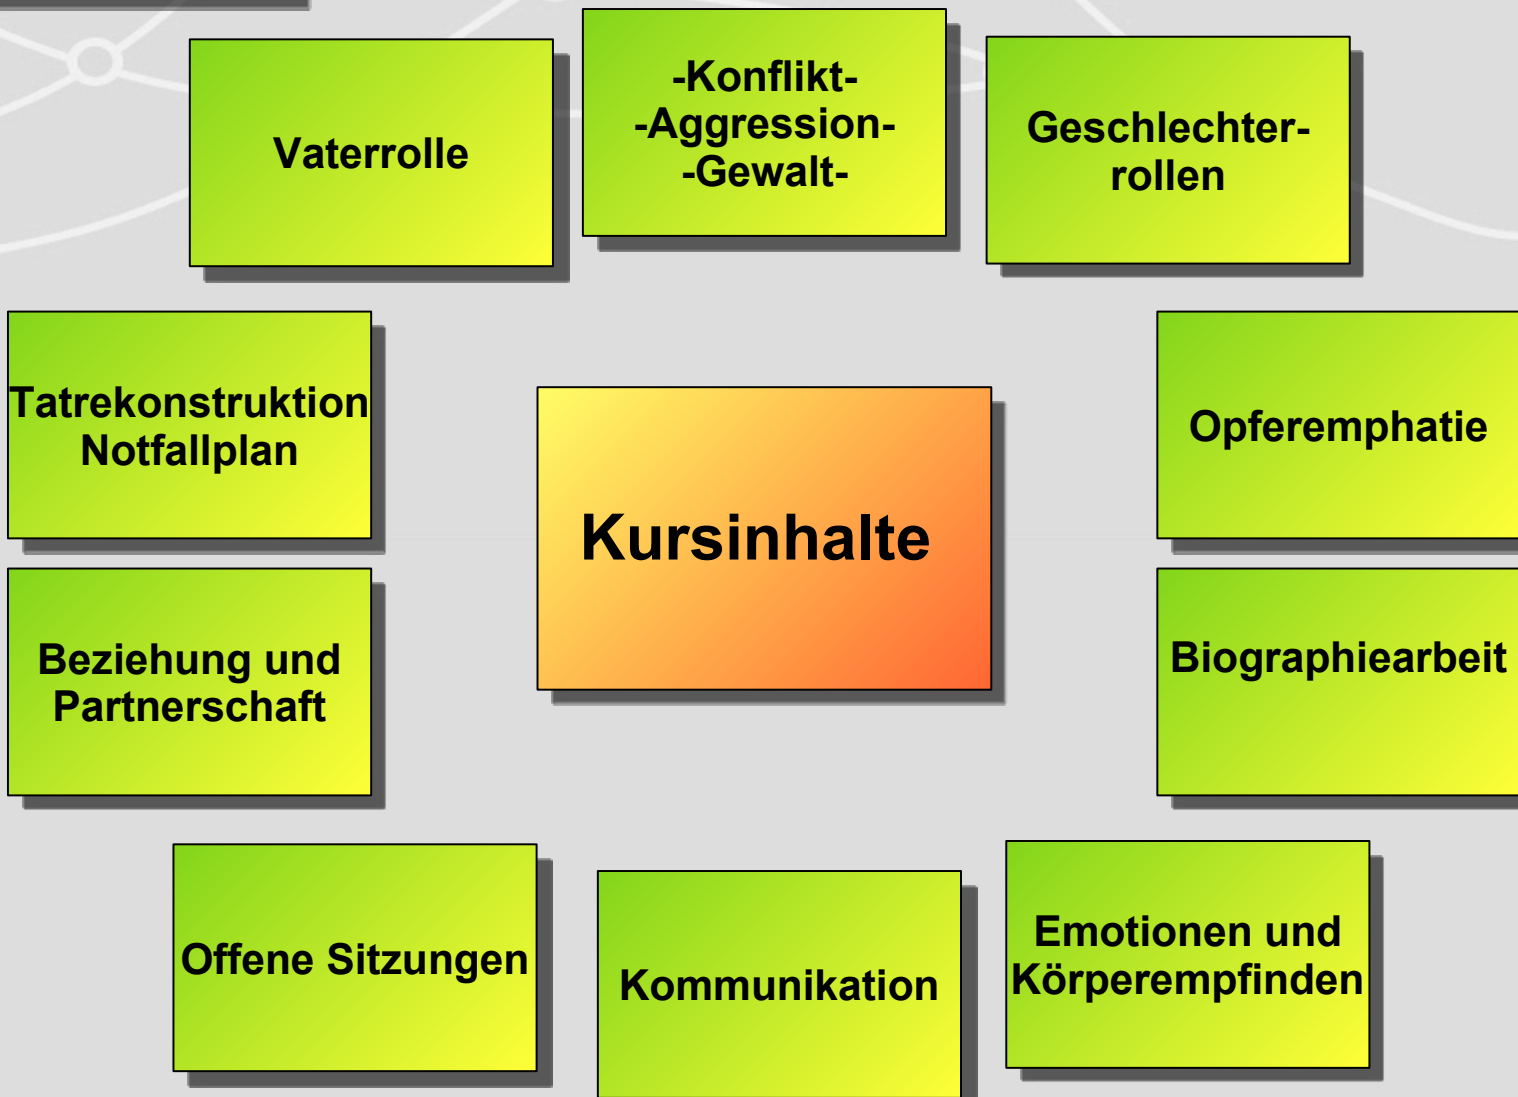 Vaterrolle
-Konflikt-
-Aggression-
-Gewalt-
Geschlechter-
rollen
Tatrekonstruktion
Notfallplan
Opferemphatie
Kursinhalte
Beziehung und
Partnerschaft
Biographiearbeit
Offene Sitzungen
Kommunikation
Emotionen und
Körperempfinden